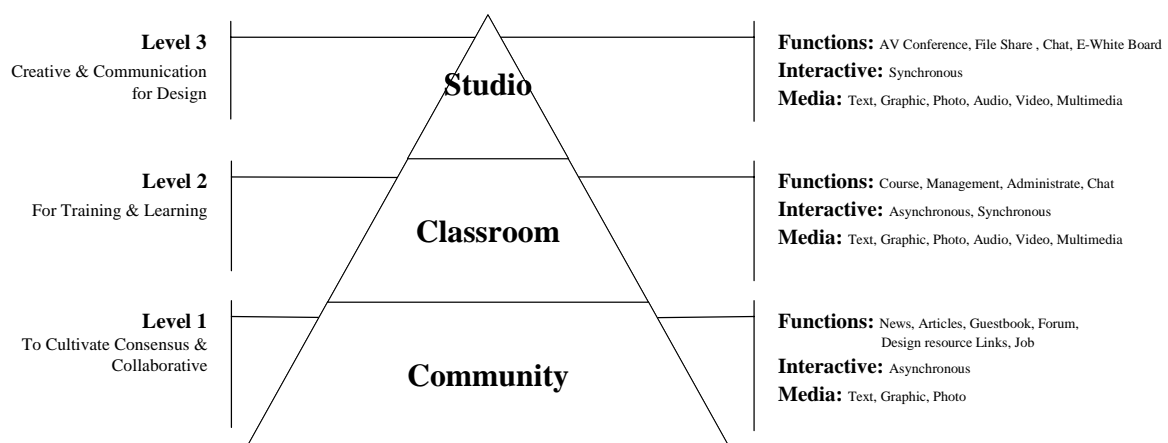 Level 3
Creative & Communication
for Design
Studio
Functions: AV Conference, File Share , Chat, E-White Board
Interactive: Synchronous
Media: Text, Graphic, Photo, Audio, Video, Multimedia
Level 2
For Training & Learning
Classroom
Functions: Course, Management, Administrate, Chat
Interactive: Asynchronous, Synchronous
Media: Text, Graphic, Photo, Audio, Video, Multimedia
Level 1
To Cultivate Consensus &
Collaborative
Community
Functions: News, Articles, Guestbook, Forum,
Design resource Links, Job
Interactive: Asynchronous
Media: Text, Graphic, Photo